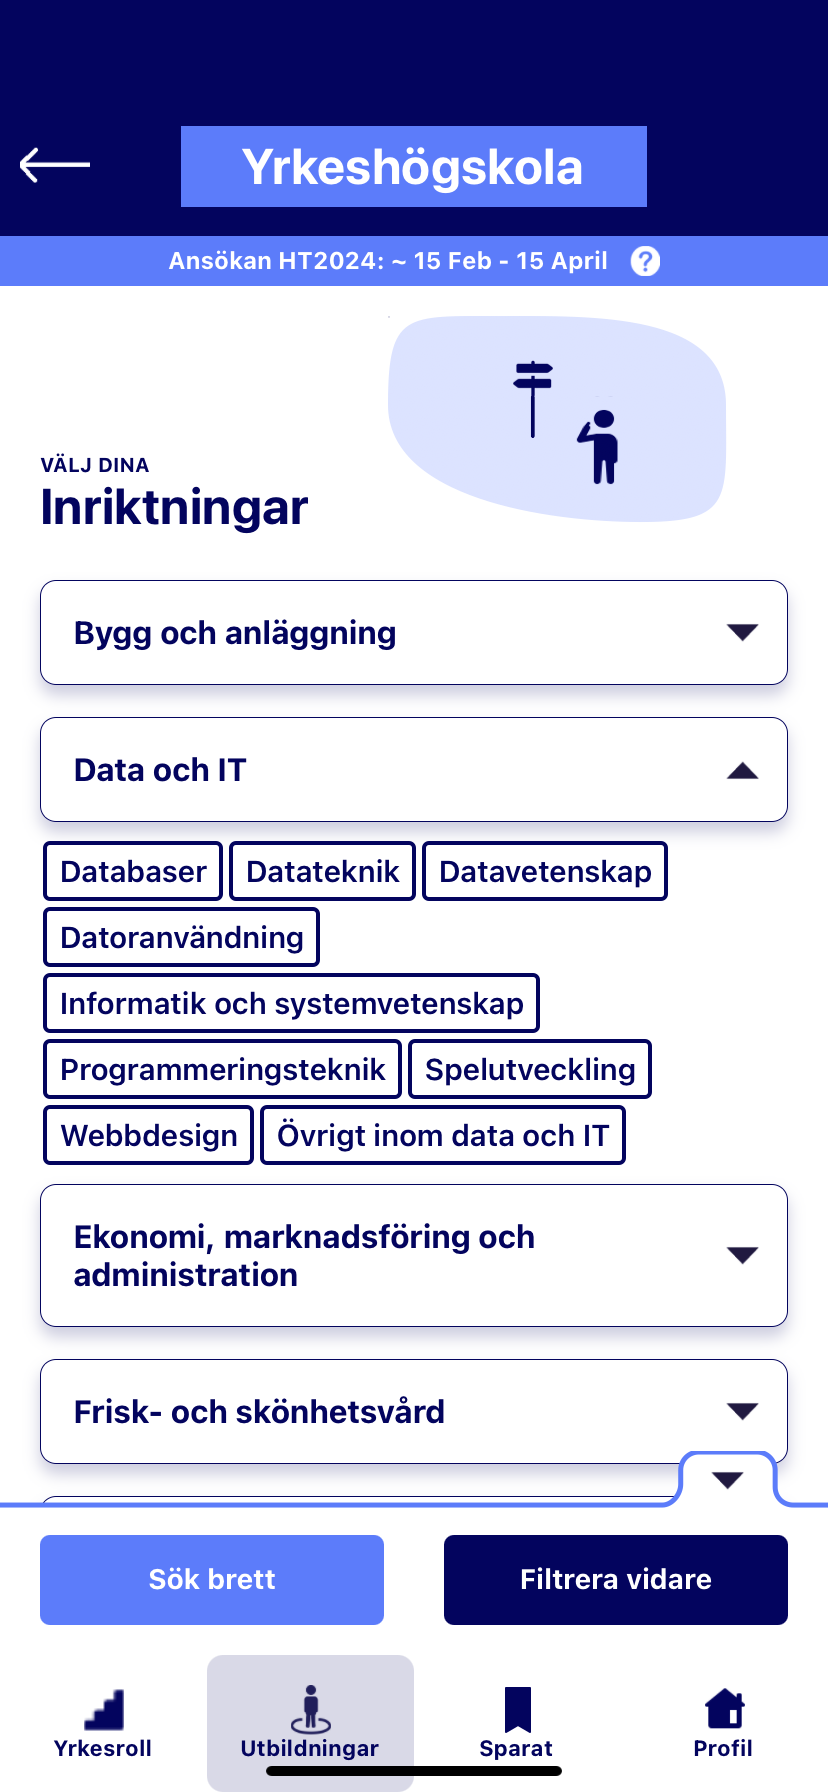 Yrkeshögskola
Ansökan HT2024: ~ 15 Feb - 15 April ?
VÄLJ DINA
Inriktningar
Bygg och anläggning
Data och IT
Databaser Datateknik Datavetenskap
Datoranvändning
Informatik och systemvetenskap
Programmeringsteknik Spelutveckling
Webbdesign Övrigt inom data och IT
Ekonomi, marknadsföring och
administration
Frisk- och skönhetsvård
Sök brett Filtrera vidare
Yrkesroll Utbildningar Sparat Profil